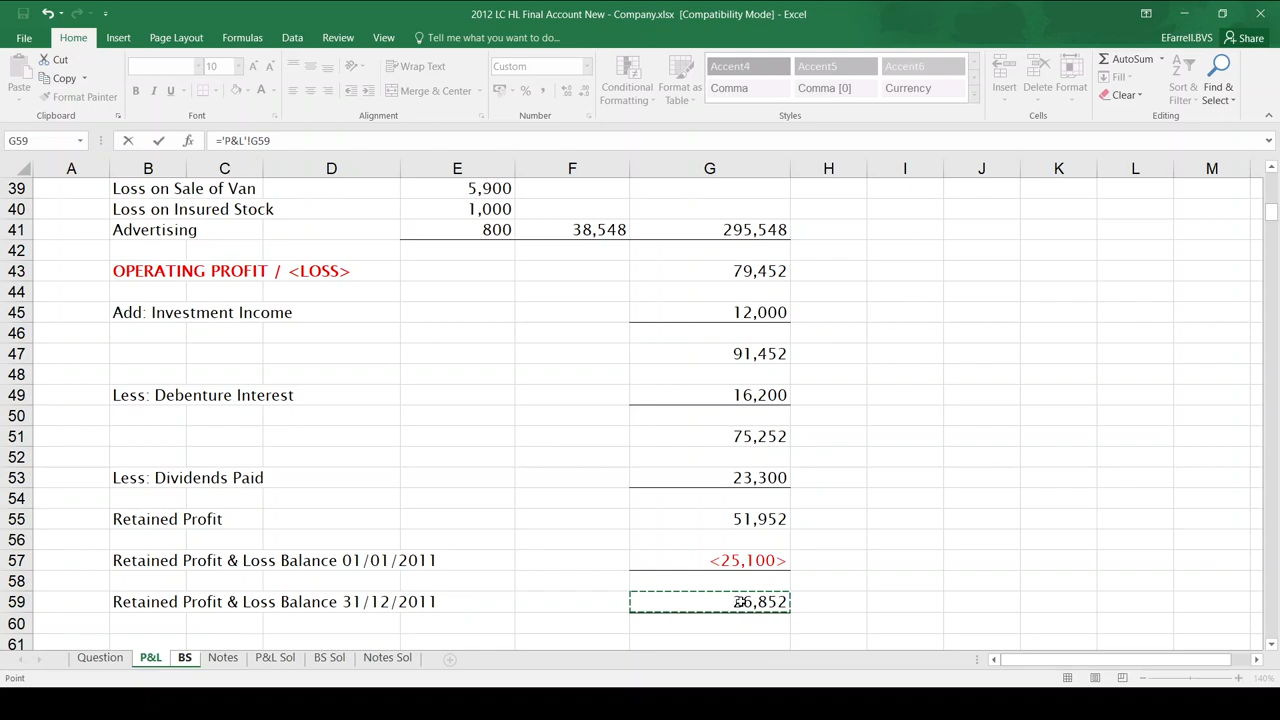 2012 LC HL Final Account New - Company.xlsx [Compatibility Mode] - Excel
File Home Insert Page Layout Formulas Data Review View Tell me what you want to do... EFarrell.BVS Share
Paste Cut Copy Format Painter Clipboard
10 A A B I U A Font
Wrap Text Merge & Center Alignment
Custom % , Number
Conditional Formatting Format as Table
Accent4 Accent5 Accent6
Comma Comma [0] Currency
Styles
Insert Delete Format Cells
AutoSum Fill Clear Sort & Filter Find & Select Editing
G59 fx ='P&L'!G59
A B C D E F G H I J K L M
39 Loss on Sale of Van 5,900
40 Loss on Insured Stock 1,000
41 Advertising 800 38,548 295,548
42
43 OPERATING PROFIT / <LOSS> 79,452
44
45 Add: Investment Income 12,000
46
47 91,452
48
49 Less: Debenture Interest 16,200
50
51 75,252
52
53 Less: Dividends Paid 23,300
54
55 Retained Profit 51,952
56
57 Retained Profit & Loss Balance 01/01/2011 <25,100>
58
59 Retained Profit & Loss Balance 31/12/2011 26,852
60
61
Question P&L BS Notes P&L Sol BS Sol Notes Sol
Point 140%